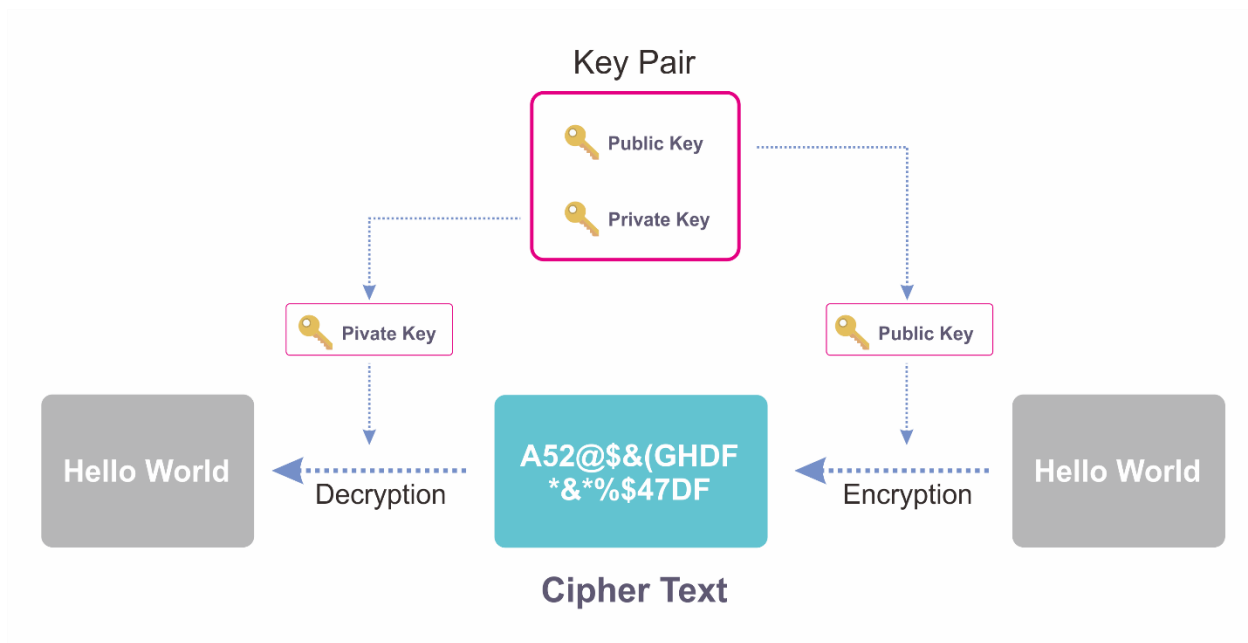 Key Pair
Public Key
Private Key
Pivate Key
Public Key
Hello World
Decryption
A52@$&(GHDF
*&*%$47DF
Encryption
Hello World
Cipher Text